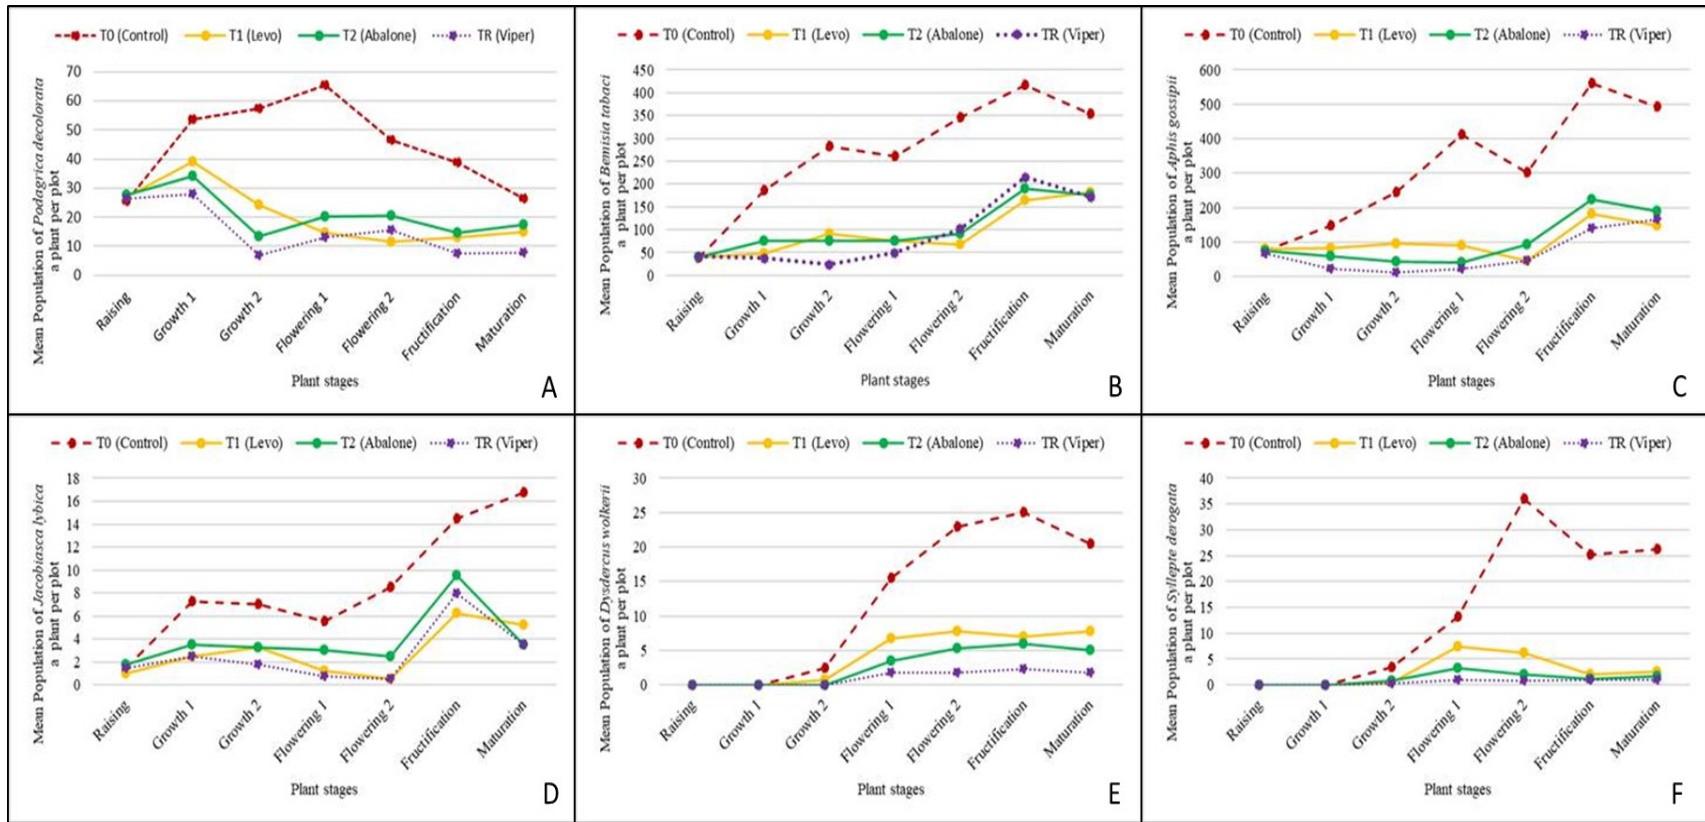 T0 (Control) T1 (Levo) T2 (Abalone) TR (Viper)
Mean Population of Podagrica decolorata
a plant per plot
70
60
50
40
30
20
10
0
Raising Growth 1 Growth 2 Flowering 1 Flowering 2 Fructification Maturation
Plant stages
A
T0 (Control) T1 (Levo) T2 (Abalone) TR (Viper)
Mean Population of Bemisia tabaci
a plant per plot
450
400
350
300
250
200
150
100
50
0
Raising Growth 1 Growth 2 Flowering 1 Flowering 2 Fructification Maturation
Plant stages
B
T0 (Control) T1 (Levo) T2 (Abalone) TR (Viper)
Mean Population of Aphis gossipii
a plant per plot
600
500
400
300
200
100
0
Raising Growth 1 Growth 2 Flowering 1 Flowering 2 Fructification Maturation
Plant stages
C
T0 (Control) T1 (Levo) T2 (Abalone) TR (Viper)
Mean Population of Jacobiasca lybica
a plant per plot
18
16
14
12
10
8
6
4
2
0
Raising Growth 1 Growth 2 Flowering 1 Flowering 2 Fructification Maturation
Plant stages
D
T0 (Control) T1 (Levo) T2 (Abalone) TR (Viper)
Mean Population of Dysdercus wolkerii
a plant per plot
30
25
20
15
10
5
0
Raising Growth 1 Growth 2 Flowering 1 Flowering 2 Fructification Maturation
Plant stages
E
T0 (Control) T1 (Levo) T2 (Abalone) TR (Viper)
Mean Population of Syllepte derogata
a plant per plot
40
35
30
25
20
15
10
5
0
Raising Growth 1 Growth 2 Flowering 1 Flowering 2 Fructification Maturation
Plant stages
F